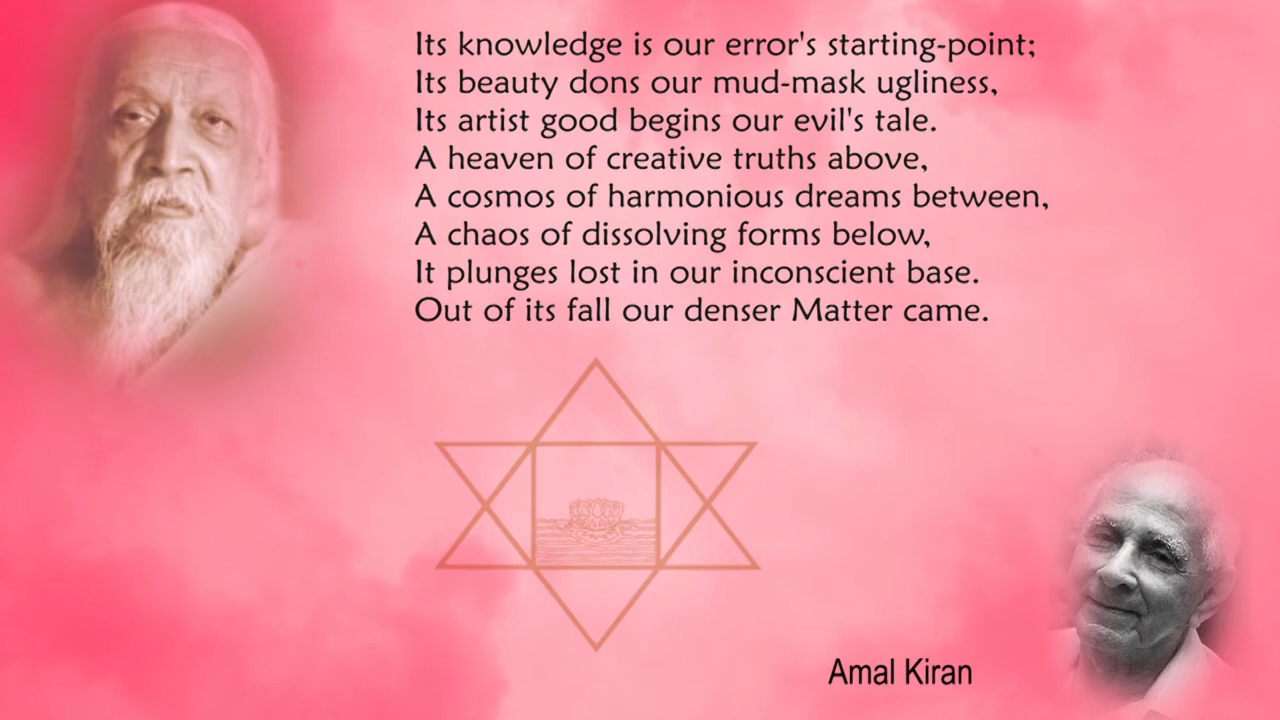 Its knowledge is our error's starting-point;
Its beauty dons our mud-mask ugliness,
Its artist good begins our evil's tale.
A heaven of creative truths above,
A cosmos of harmonious dreams between,
A chaos of dissolving forms below,
It plunges lost in our inconscient base.
Out of its fall our denser Matter came.
Amal Kiran